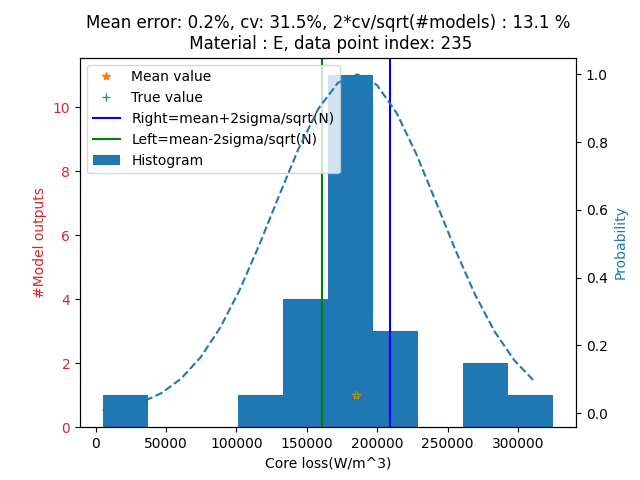 Mean error: 0.2%, cv: 31.5%, 2*cv/sqrt(#models) : 13.1 %
Material : E, data point index: 235
Mean value
True value
Right=mean+2sigma/sqrt(N)
Left=mean-2sigma/sqrt(N)
Histogram
#Model outputs
10
8
6
4
2
0
1.0
0.8
0.6
0.4
0.2
0.0
Probability
0 50000 100000 150000 200000 250000 300000
Core loss(W/m^3)